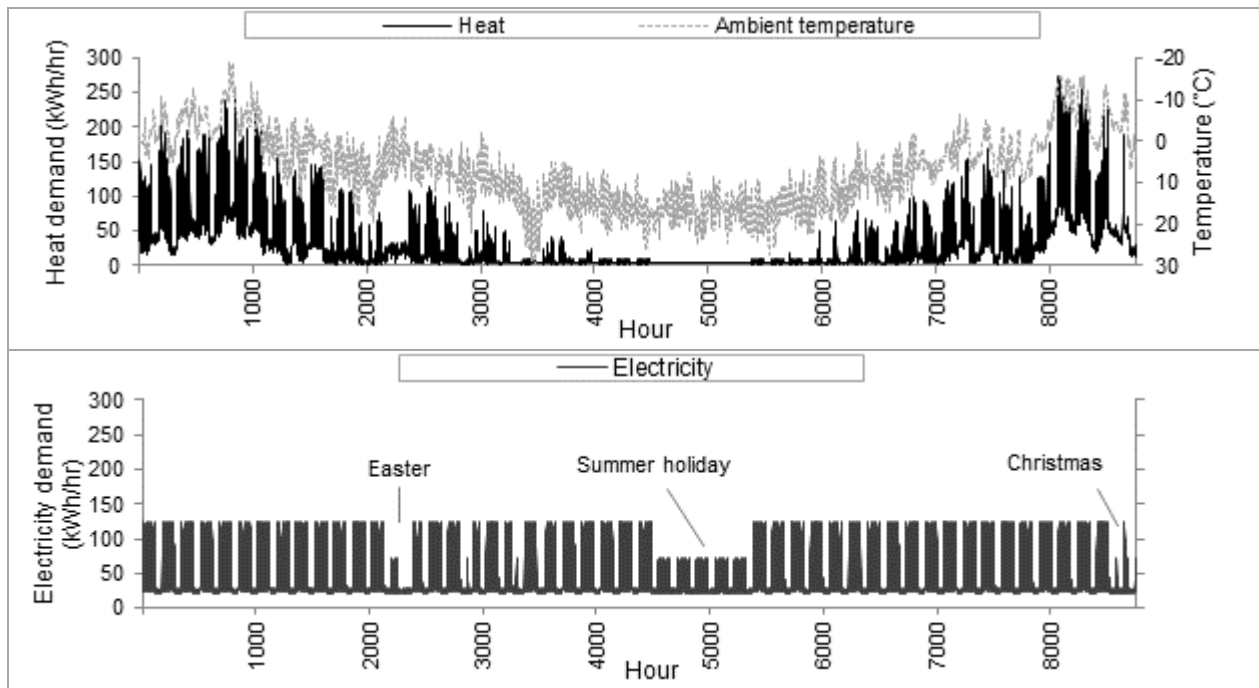 Heat Ambient temperature
Heat demand (kWh/hr)
300
250
200
150
100
50
0
-20
-10
0
10
20
30
Temperature (˚C)
1000 2000 3000 4000 5000 6000 7000 8000
Hour
Electricity
Electricity demand
(kWh/hr)
300
250
200
150
100
50
0
Easter
Summer holiday
Christmas
1000 2000 3000 4000 5000 6000 7000 8000
Hour